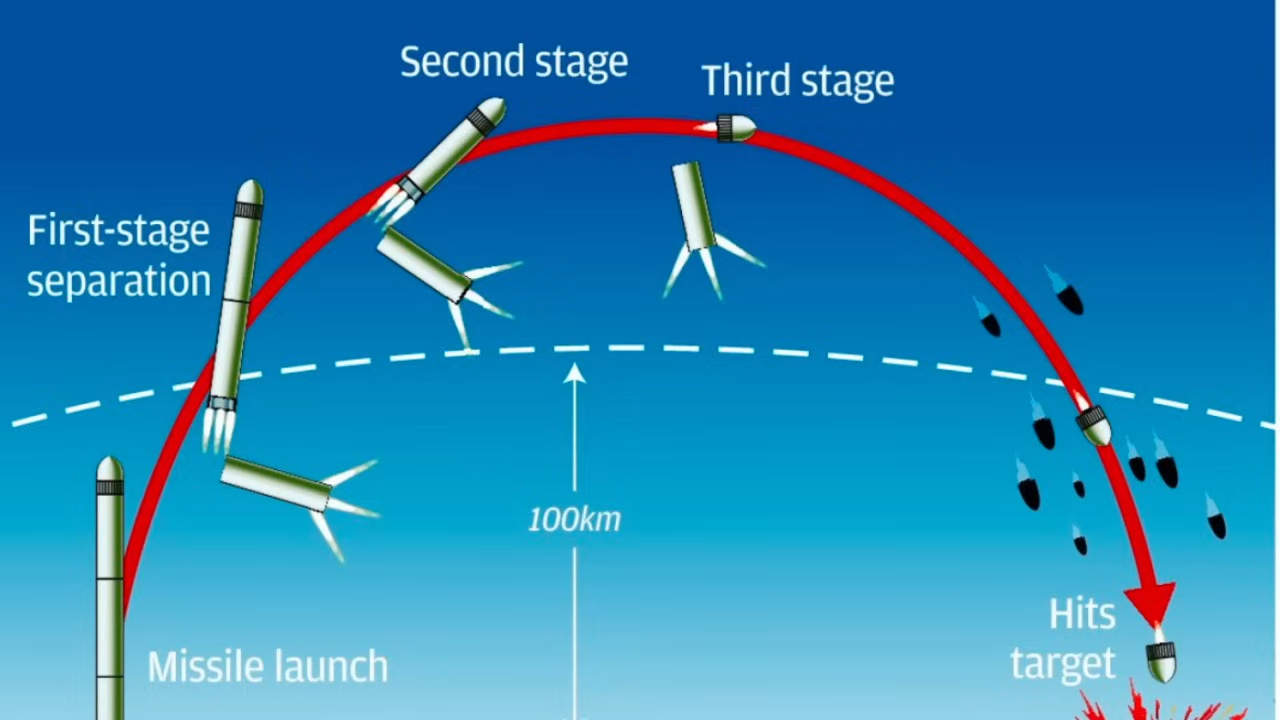 Second stage
Third stage
First-stage
separation
100km
Missile launch
Hits
target